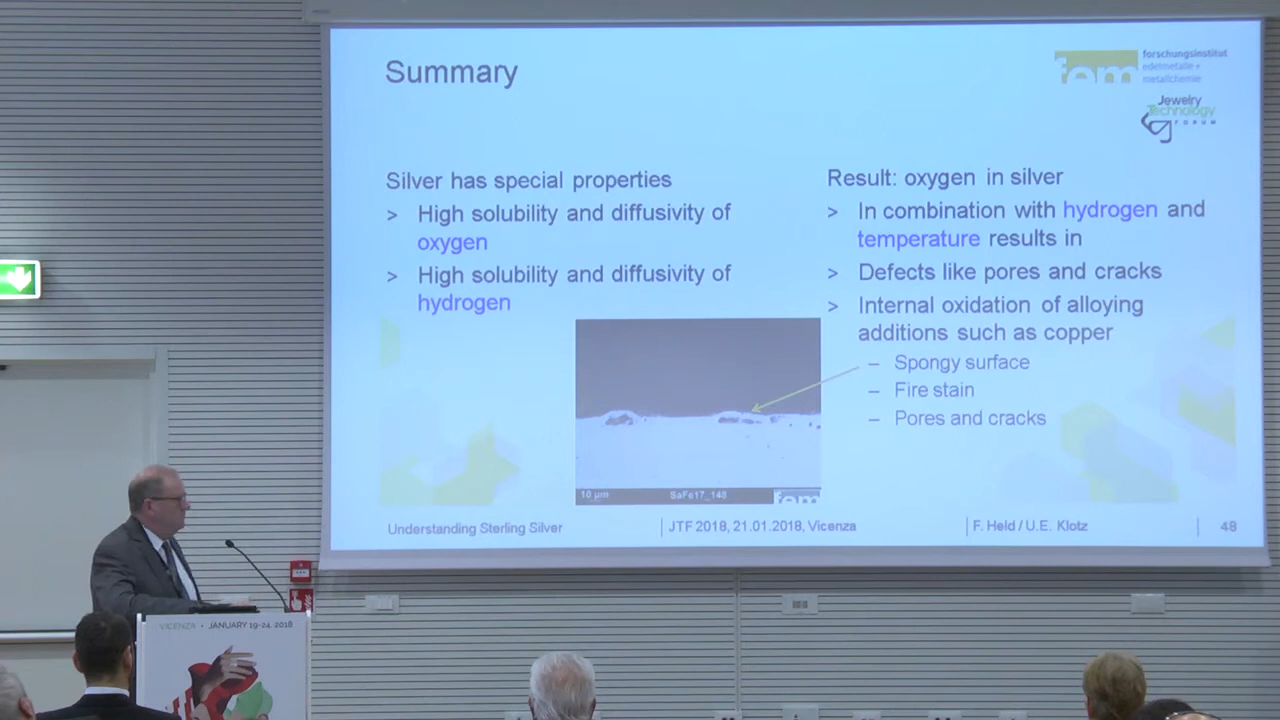 Summary
fem
forschungsinstitut
edelmetalle +
metallchemie
Jewelry
Technology
FORUM
Silver has special properties
> High solubility and diffusivity of
oxygen
> High solubility and diffusivity of
hydrogen
Result: oxygen in silver
> In combination with hydrogen and
temperature results in
> Defects like pores and cracks
> Internal oxidation of alloying
additions such as copper
– Spongy surface
– Fire stain
– Pores and cracks
10 µm
SaFe17_148
fem
Understanding Sterling Silver
JTF 2018, 21.01.2018, Vicenza
F. Held / U.E. Klotz
48
VICENZA • JANUARY 19-24, 2018